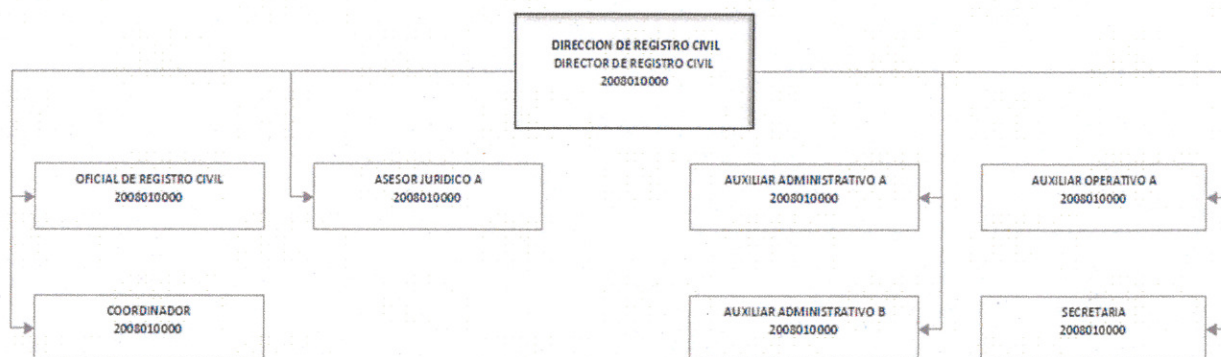 DIRECCION DE REGISTRO CIVIL
DIRECTOR DE REGISTRO CIVIL
2008010000
OFICIAL DE REGISTRO CIVIL
2008010000
ASESOR JURIDICO A
2008010000
AUXILIAR ADMINISTRATIVO A
2008010000
AUXILIAR OPERATIVO A
2008010000
COORDINADOR
2008010000
AUXILIAR ADMINISTRATIVO B
2008010000
SECRETARIA
2008010000